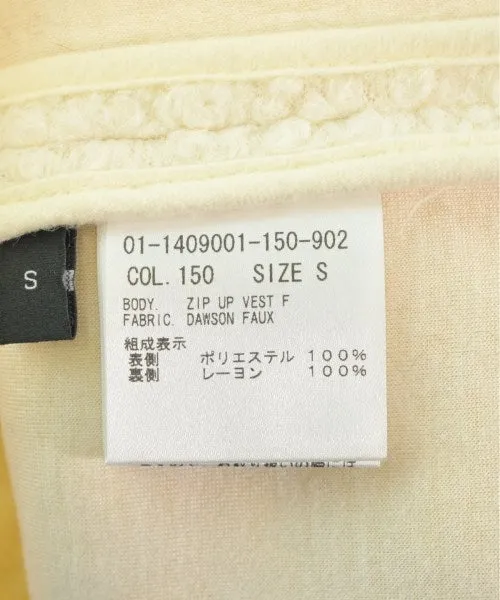 01-1409001-150-902
COL. 150 SIZE S
BODY. ZIP UP VEST F
FABRIC. DAWSON FAUX
組成表示
表側 ポリエステル 100%
裏側 レーヨン 100%
S